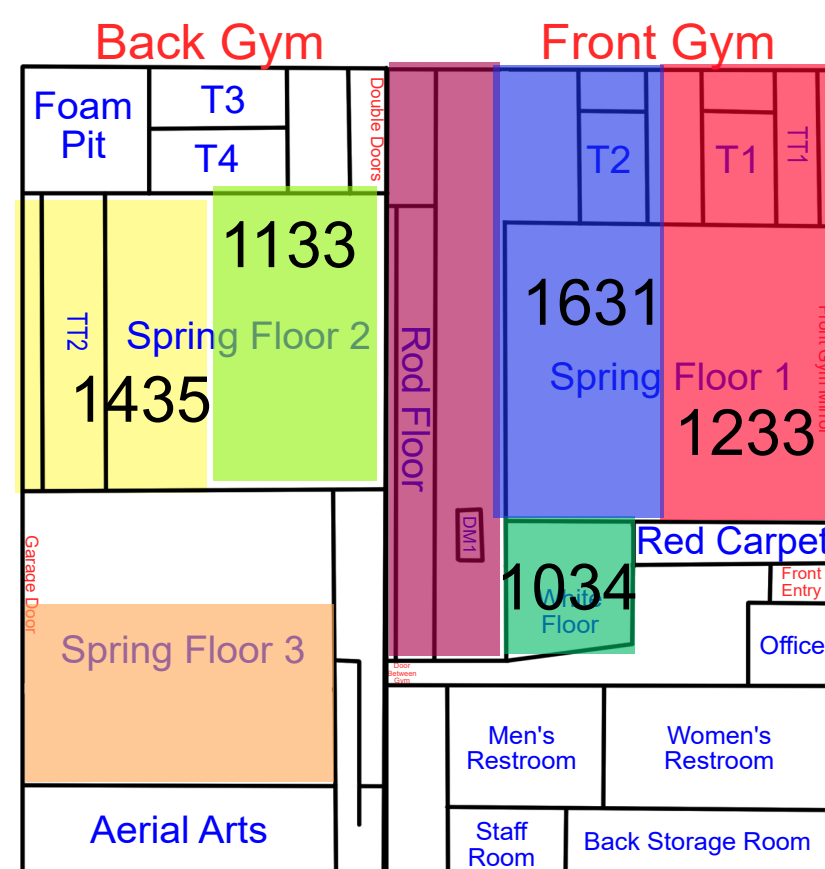 Back Gym
Front Gym
Foam
Pit
T3
T4
Double Doors
T2
T1
TT1
1133
1435
TT2
Spring Floor 2
Rod Floor
1631
Spring Floor 1
1233
Front Gym Mirror
DM1
Red Carpet
1034
White
Floor
Front
Entry
Office
Garage Door
Spring Floor 3
Door
Between
Gym
Men's
Restroom
Women's
Restroom
Aerial Arts
Staff
Room
Back Storage Room